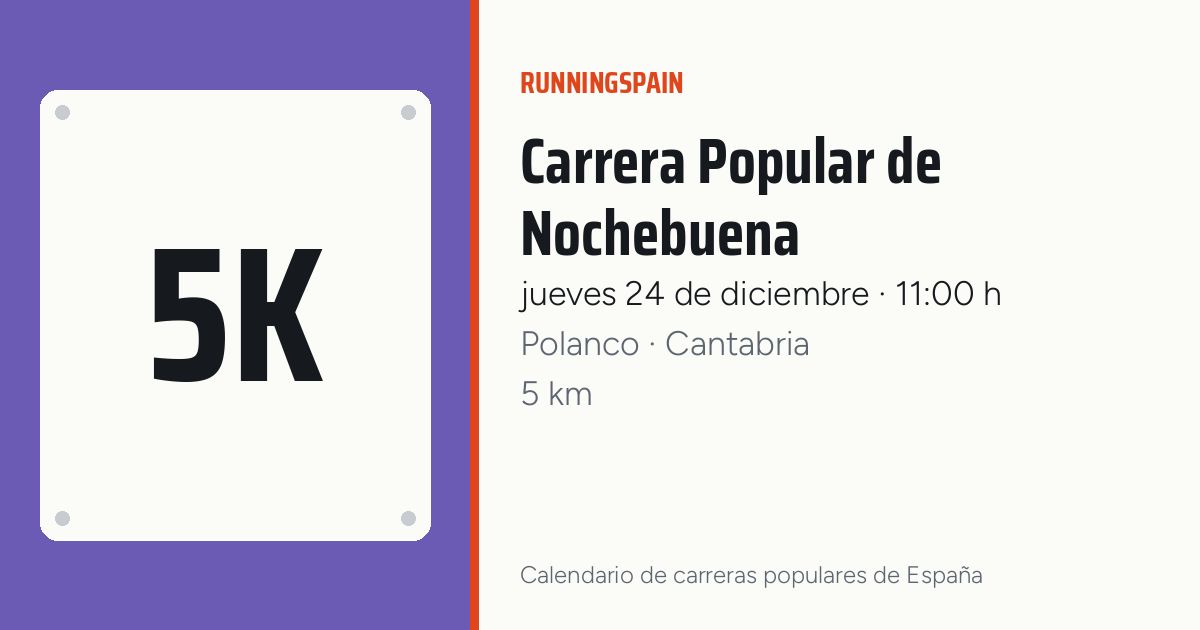 5K
RUNNINGSPAIN
Carrera Popular de
Nochebuena
jueves 24 de diciembre · 11:00 h
Polanco · Cantabria
5 km
Calendario de carreras populares de España